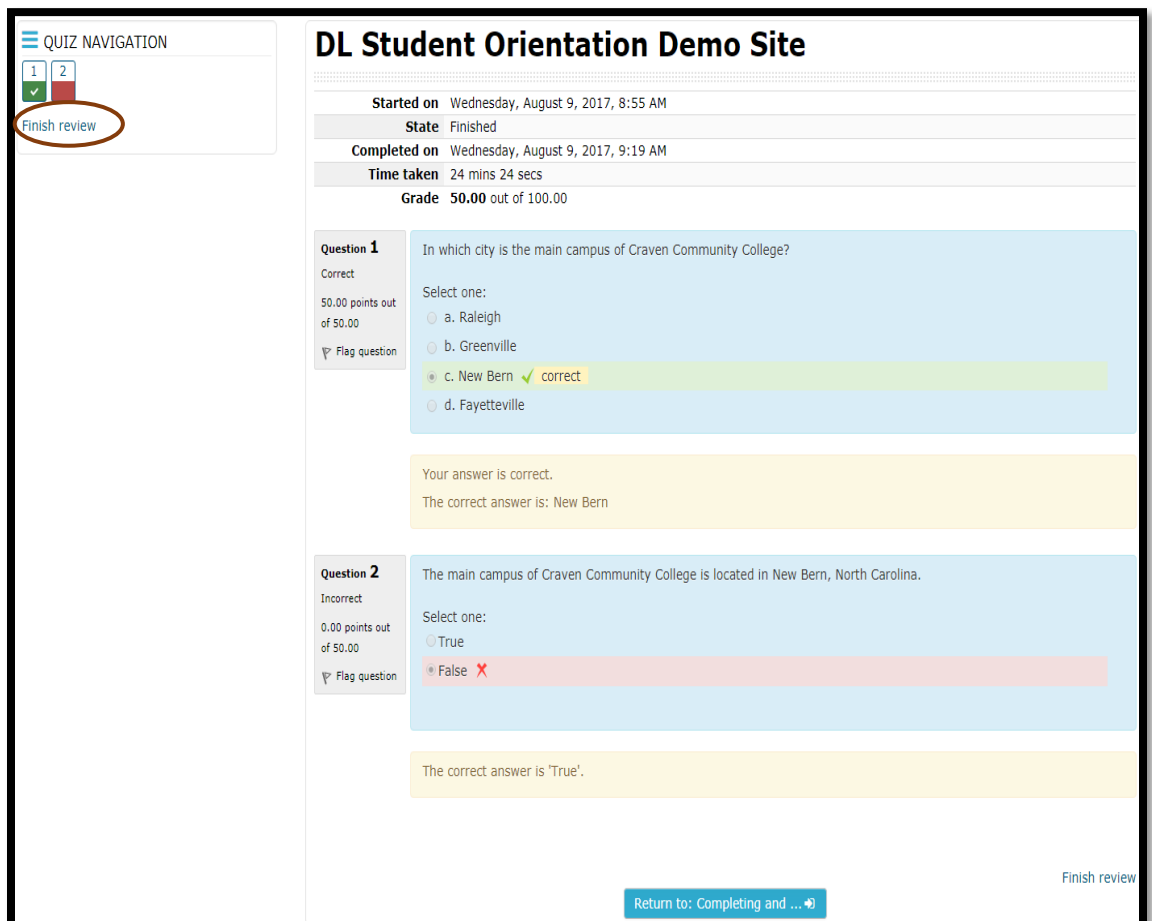 QUIZ NAVIGATION
1 2
Finish review
DL Student Orientation Demo Site
Started on Wednesday, August 9, 2017, 8:55 AM
State Finished
Completed on Wednesday, August 9, 2017, 9:19 AM
Time taken 24 mins 24 secs
Grade 50.00 out of 100.00
Question 1
Correct
50.00 points out
of 50.00
Flag question
In which city is the main campus of Craven Community College?
Select one:
a. Raleigh
b. Greenville
c. New Bern correct
d. Fayetteville
Your answer is correct.
The correct answer is: New Bern
Question 2
Incorrect
0.00 points out
of 50.00
Flag question
The main campus of Craven Community College is located in New Bern, North Carolina.
Select one:
True
False
The correct answer is 'True'.
Finish review
Return to: Completing and ...